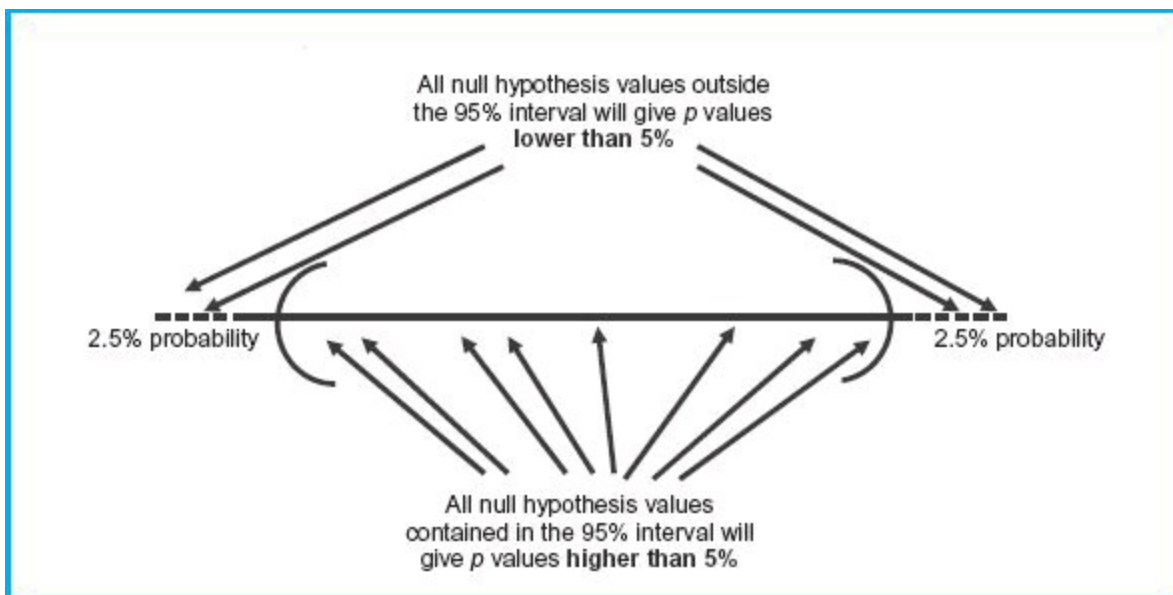 All null hypothesis values outside
the 95% interval will give p values
lower than 5%
2.5% probability
2.5% probability
All null hypothesis values
contained in the 95% interval will
give p values higher than 5%